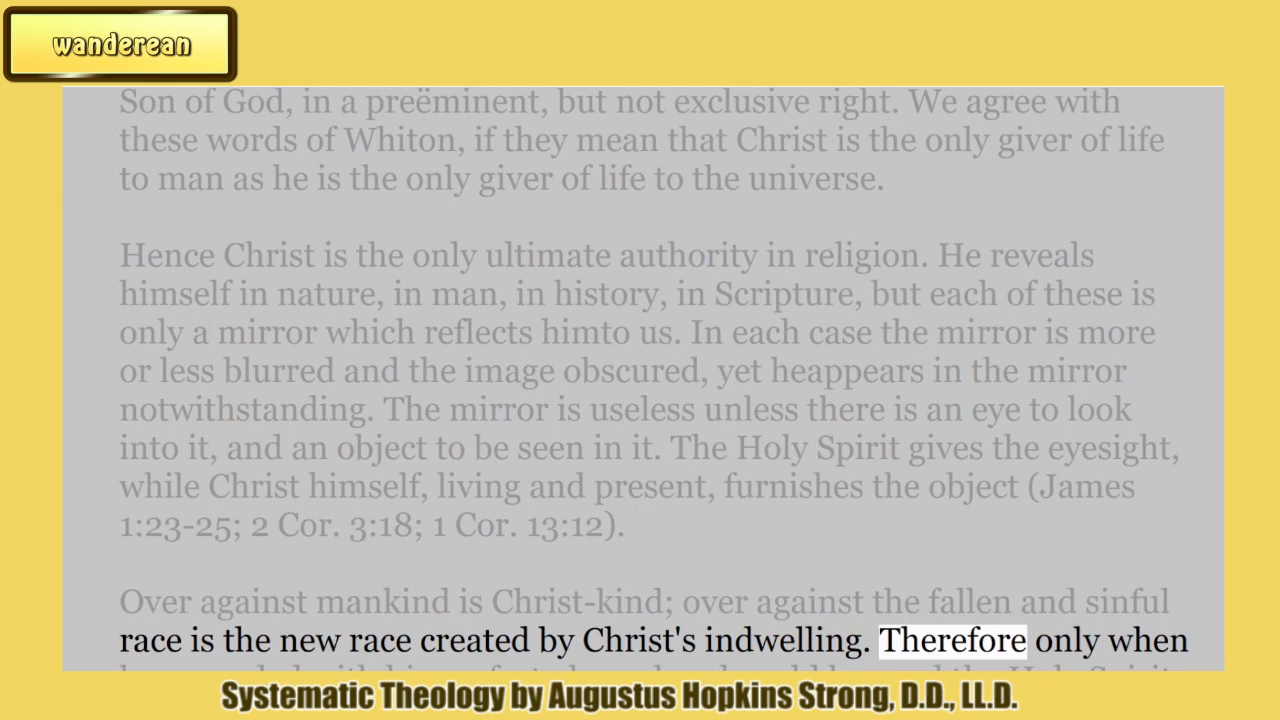 wanderean
Son of God, in a preëminent, but not exclusive right. We agree with
these words of Whiton, if they mean that Christ is the only giver of life
to man as he is the only giver of life to the universe.
Hence Christ is the only ultimate authority in religion. He reveals
himself in nature, in man, in history, in Scripture, but each of these is
only a mirror which reflects himto us. In each case the mirror is more
or less blurred and the image obscured, yet heappears in the mirror
notwithstanding. The mirror is useless unless there is an eye to look
into it, and an object to be seen in it. The Holy Spirit gives the eyesight,
while Christ himself, living and present, furnishes the object (James
1:23-25; 2 Cor. 3:18; 1 Cor. 13:12).
Over against mankind is Christ-kind; over against the fallen and sinful
race is the new race created by Christ's indwelling. Therefore only when
Systematic Theology by Augustus Hopkins Strong, D.D., LL.D.